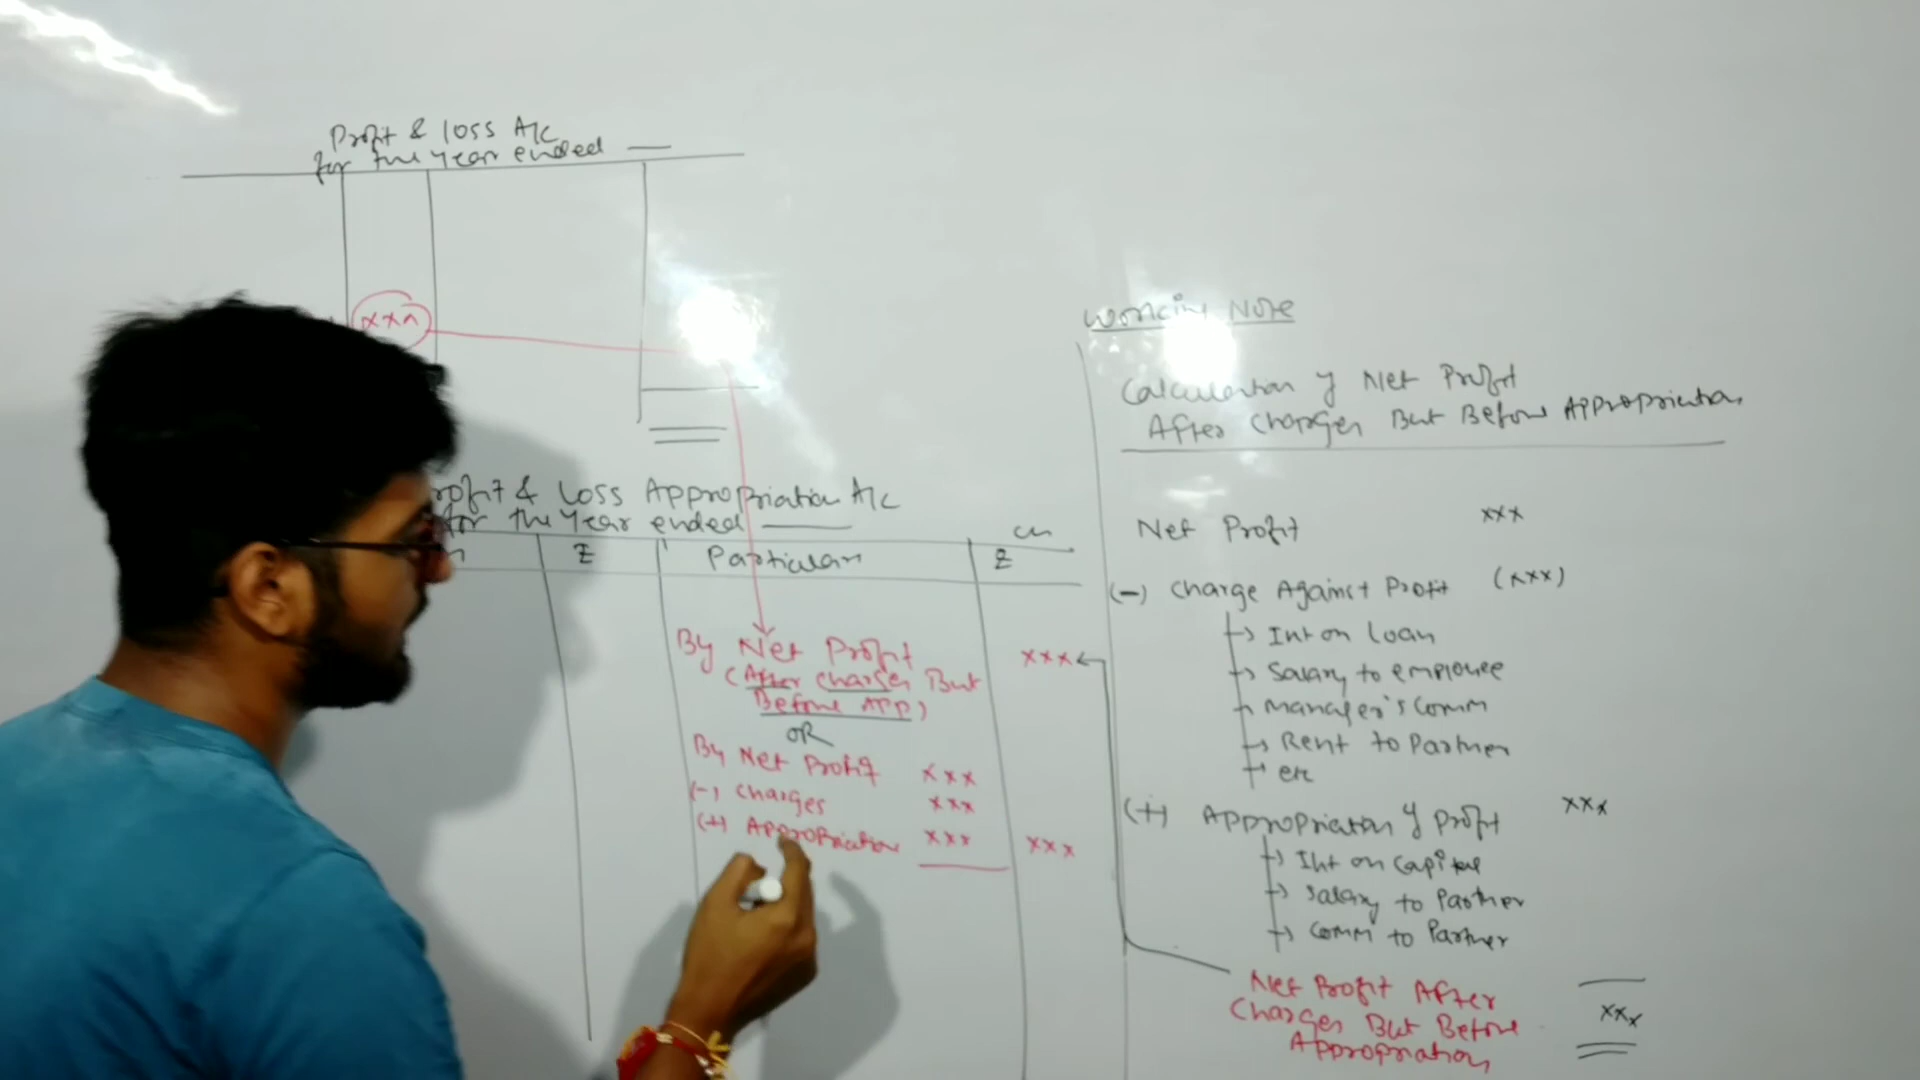 Profit & Loss A/C
for the year ended
xxx
Profit & Loss Appropriation A/C
for the year ended
Cr
Particulars
By Net Profit
xxx
(After charges But
Before APP)
OR
By Net Profit xxx
(-) charges xxx
(+) Appropriation xxx xxx
Working Note
Calculation of Net Profit
After Charges But Before Appropriation
Net Profit xxx
(-) Charge Against Profit (xxx)
Int on Loan
Salary to employee
Manager's Comm
Rent to Partner
etc
(+) Appropriation of Profit xxx
Int on Capital
Salary to Partner
Comm to Partner
Net Profit After
Charges But Before
xxx
Appropriation